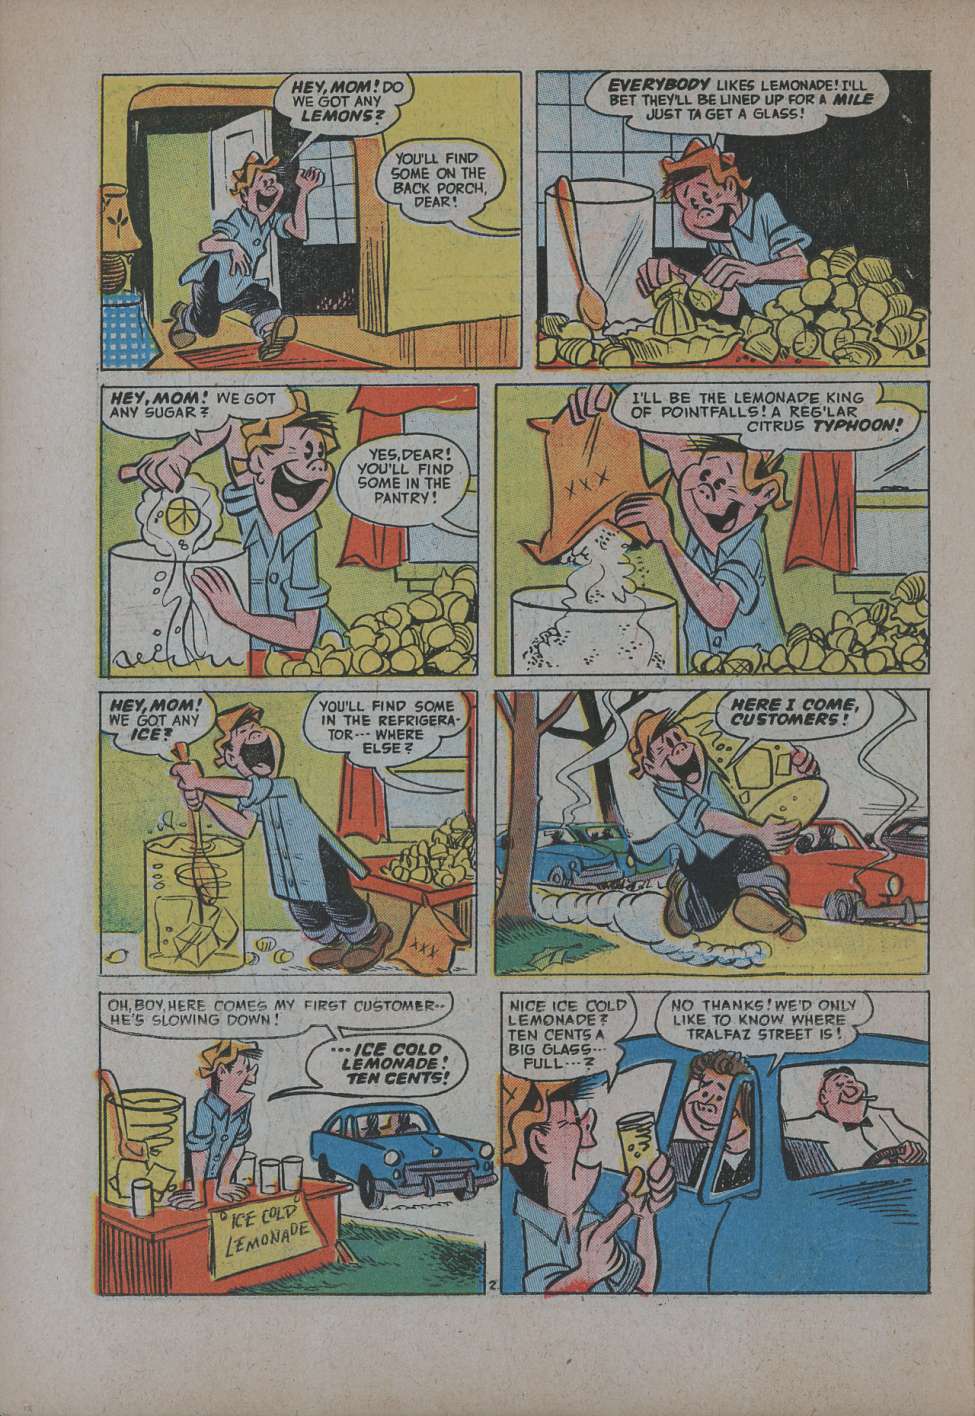 HEY, MOM! DO
WE GOT ANY
LEMONS?
YOU'LL FIND
SOME ON THE
BACK PORCH,
DEAR!
EVERYBODY LIKES LEMONADE! I'LL
BET THEY'LL BE LINED UP FOR A MILE
JUST TA GET A GLASS!
HEY, MOM! WE GOT
ANY SUGAR?
YES, DEAR!
YOU'LL FIND
SOME IN THE
PANTRY!
I'LL BE THE LEMONADE KING
OF POINTFALLS! A REG'LAR
CITRUS TYPHOON!
XXX
HEY, MOM!
WE GOT ANY
ICE?
YOU'LL FIND SOME
IN THE REFRIGERA-
TOR--- WHERE
ELSE?
XXX
HERE I COME,
CUSTOMERS!
OH, BOY, HERE COMES MY FIRST CUSTOMER--
HE'S SLOWING DOWN!
---ICE COLD
LEMONADE!
TEN CENTS!
ICE COLD
LEMONADE
2
NICE ICE COLD
LEMONADE?
TEN CENTS A
BIG GLASS---
FULL---?
NO THANKS! WE'D ONLY
LIKE TO KNOW WHERE
TRALFAZ STREET IS!